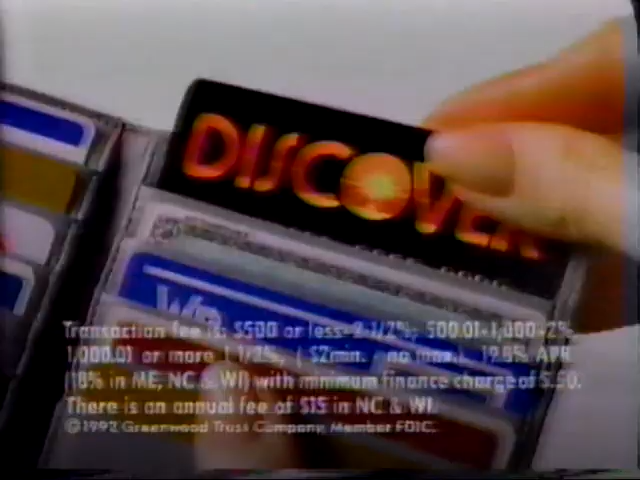 DISCOVER
Transaction fee is: $500 or less-2-1/2%, 500.01-1,000-2%
1,000.01 or more 1 1/2%, ( $2min. no max.). 19.8% APR
(18% in ME, NC & WI) with minimum finance charge of $.50.
There is an annual fee of $15 in NC & WI.
© Greenwood Trust Company, Member FDIC.